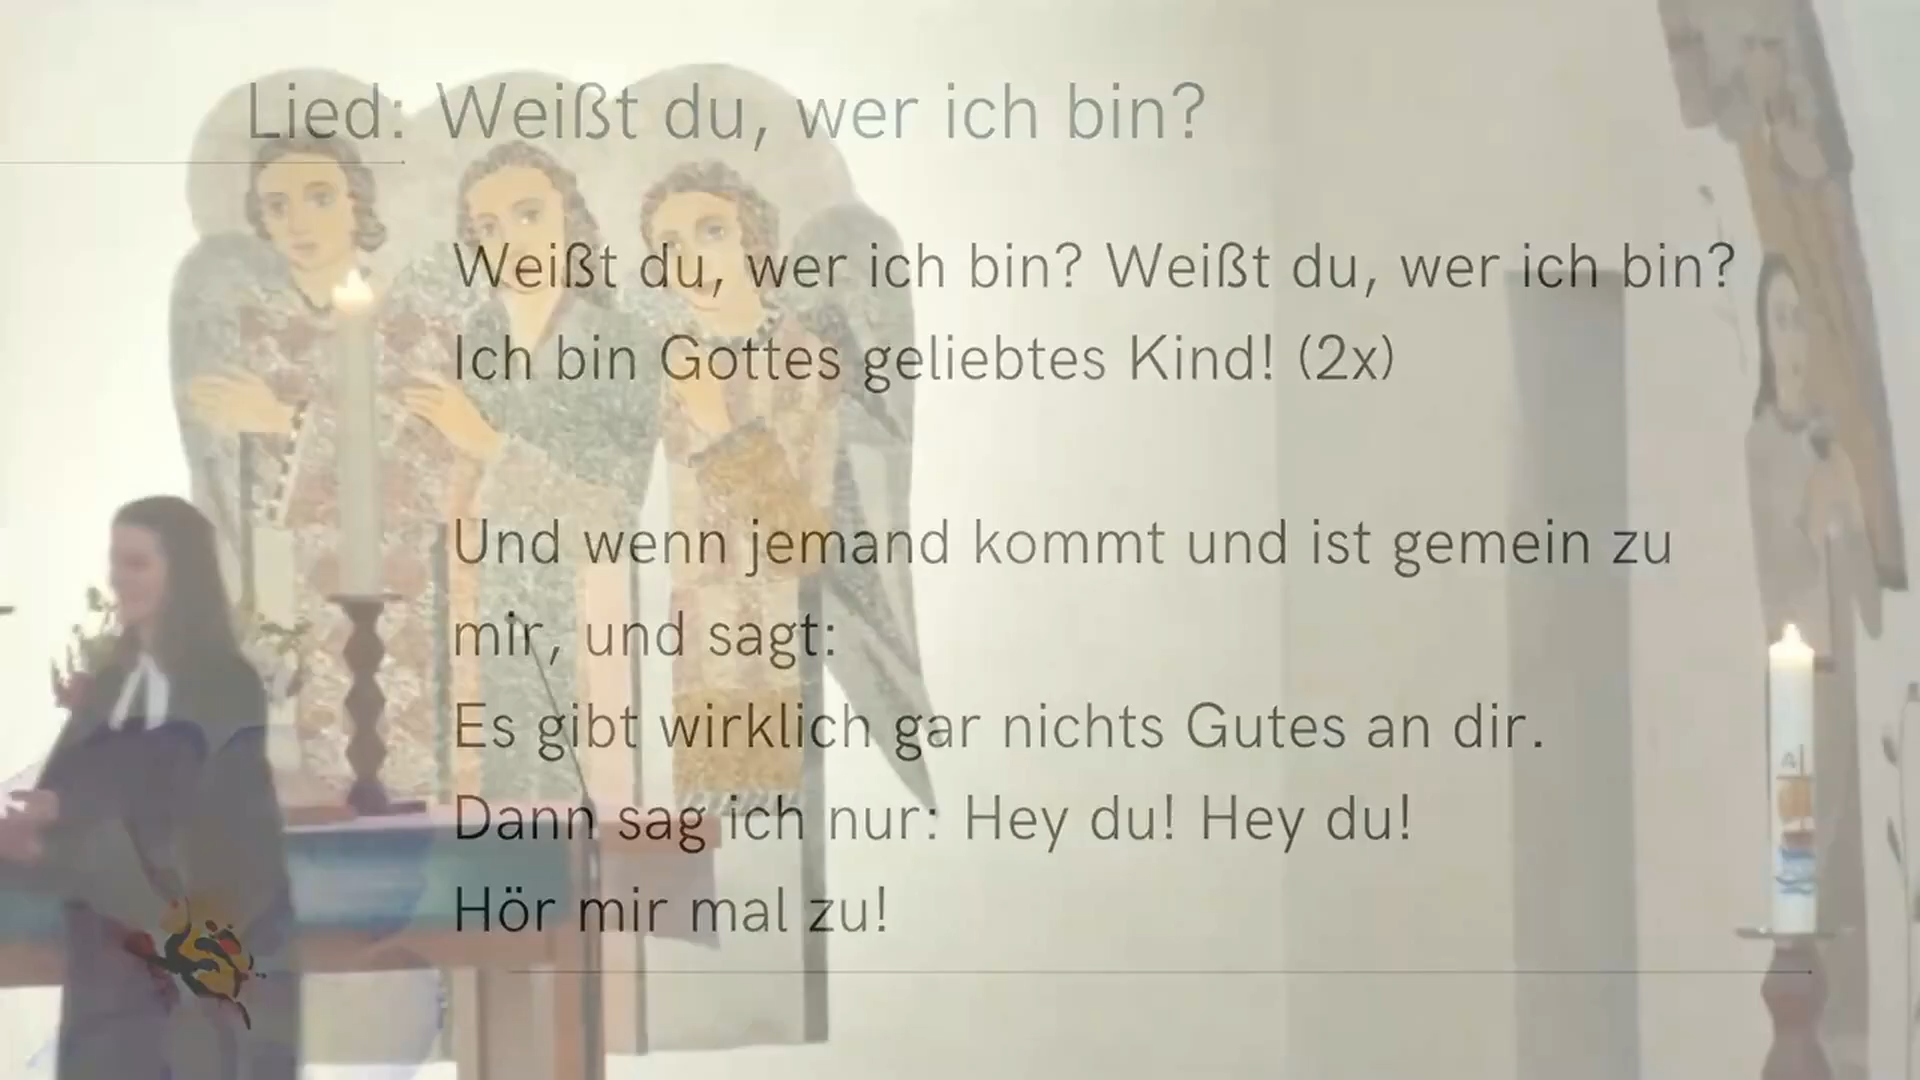 Lied: Weißt du, wer ich bin?
Weißt du, wer ich bin? Weißt du, wer ich bin?
Ich bin Gottes geliebtes Kind! (2x)
Und wenn jemand kommt und ist gemein zu
mir, und sagt:
Es gibt wirklich gar nichts Gutes an dir.
Dann sag ich nur: Hey du! Hey du!
Hör mir mal zu!